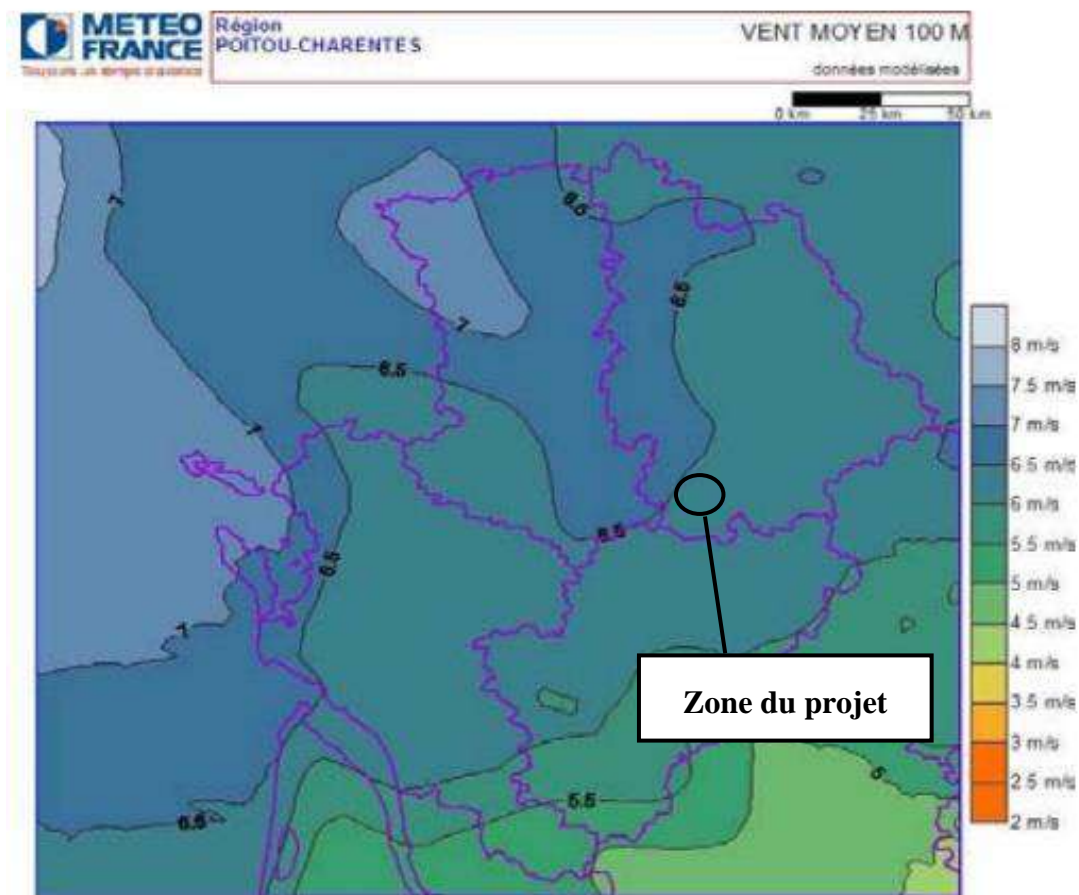 METEO
FRANCE
Région
POITOU-CHARENTES
VENT MOYEN 100 M
données modélisées
0 km 25 km 50 km
7
6.5
7
6.5
6.5
7
6.5
6.5
7
6.5
5.5
5
8 m/s
7.5 m/s
7 m/s
6.5 m/s
6 m/s
5.5 m/s
5 m/s
4.5 m/s
4 m/s
3.5 m/s
3 m/s
2.5 m/s
2 m/s
Zone du projet